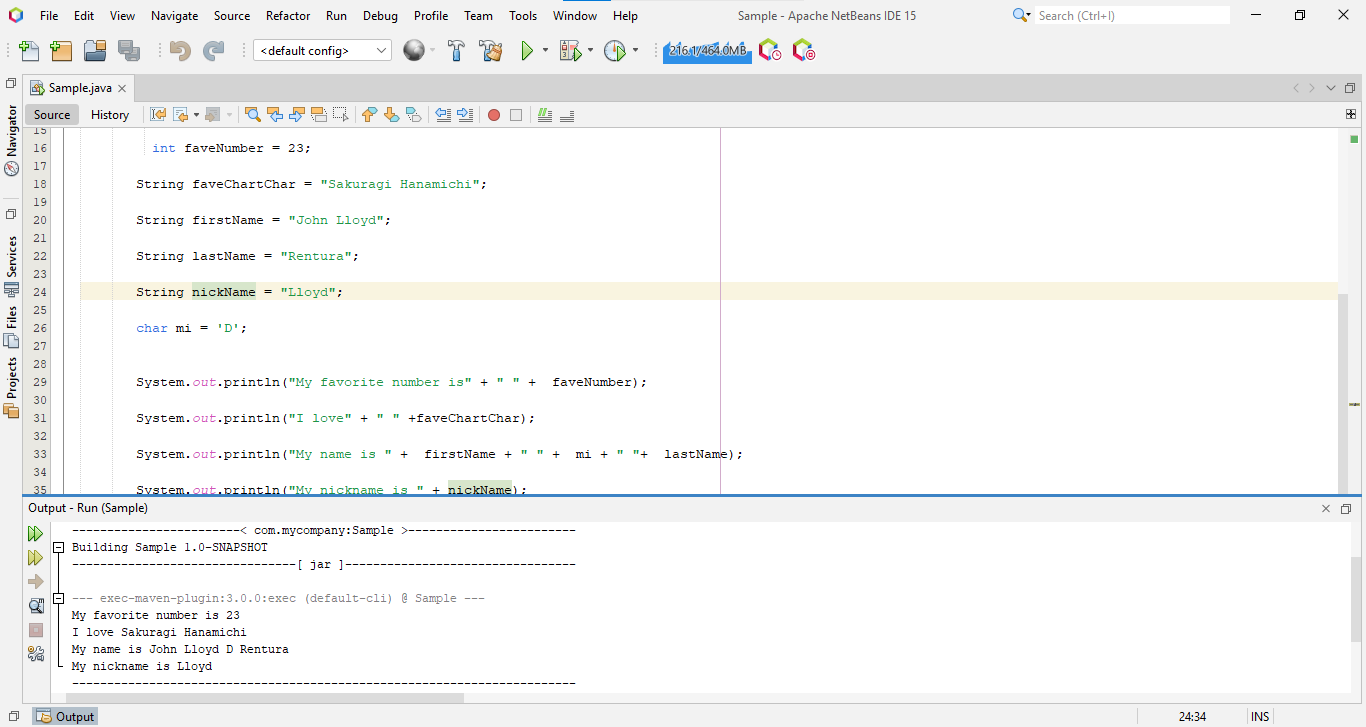 File Edit View Navigate Source Refactor Run Debug Profile Team Tools Window Help Sample - Apache NetBeans IDE 15 Search (Ctrl+I)
<default config> 216.1/464.0MB
Sample.java
Source History
Navigator
Services
Files
Projects
15
16 int faveNumber = 23;
17
18 String faveChartChar = "Sakuragi Hanamichi";
19
20 String firstName = "John Lloyd";
21
22 String lastName = "Rentura";
23
24 String nickName = "Lloyd";
25
26 char mi = 'D';
27
28
29 System.out.println("My favorite number is" + " " +  faveNumber);
30
31 System.out.println("I love" + " " +faveChartChar);
32
33 System.out.println("My name is " +  firstName + " " +  mi + " "+  lastName);
34
35 System.out.println("My nickname is " + nickName);
Output - Run (Sample)
------------------------< com.mycompany:Sample >------------------------
Building Sample 1.0-SNAPSHOT
--------------------------------[ jar ]---------------------------------
--- exec-maven-plugin:3.0.0:exec (default-cli) @ Sample ---
My favorite number is 23
I love Sakuragi Hanamichi
My name is John Lloyd D Rentura
My nickname is Lloyd
------------------------------------------------------------------------
Output 24:34 INS